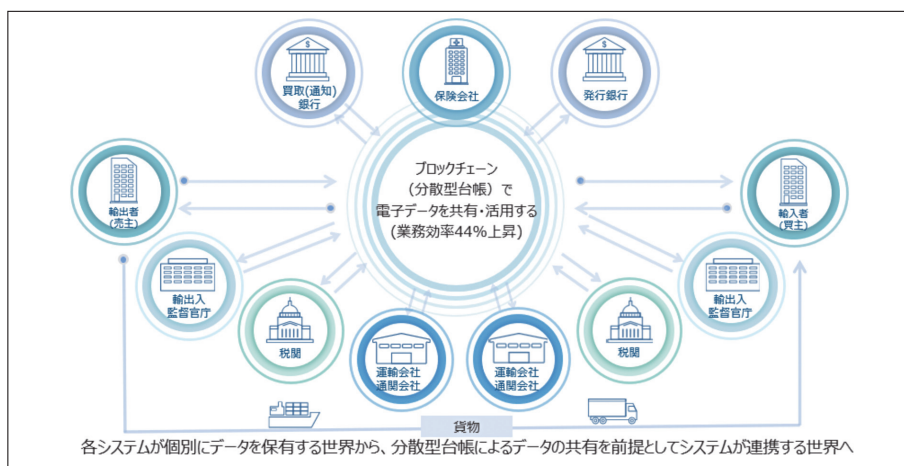 買取(通知)
銀行
保険会社
発行銀行
ブロックチェーン
(分散型台帳) で
電子データを共有・活用する
(業務効率44%上昇)
輸出者
(売主)
輸入者
(買主)
輸出入
監督官庁
輸出入
監督官庁
税関
税関
運輸会社
通関会社
運輸会社
通関会社
貨物
各システムが個別にデータを保有する世界から、分散型台帳によるデータの共有を前提としてシステムが連携する世界へ